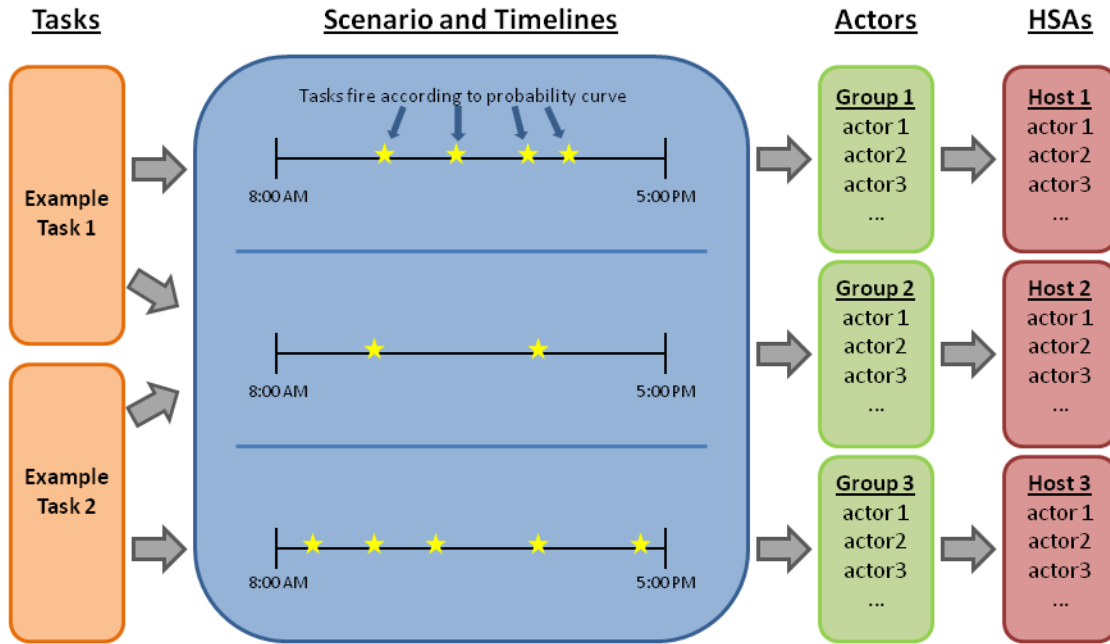 Tasks
Scenario and Timelines
Actors
HSAs
Example
Task 1
Example
Task 2
Tasks fire according to probability curve
8:00 AM
5:00 PM
8:00 AM
5:00 PM
8:00 AM
5:00 PM
Group 1
actor 1
actor2
actor3
...
Group 2
actor 1
actor2
actor3
...
Group 3
actor 1
actor2
actor3
...
Host 1
actor 1
actor2
actor3
...
Host 2
actor 1
actor2
actor3
...
Host 3
actor 1
actor2
actor3
...